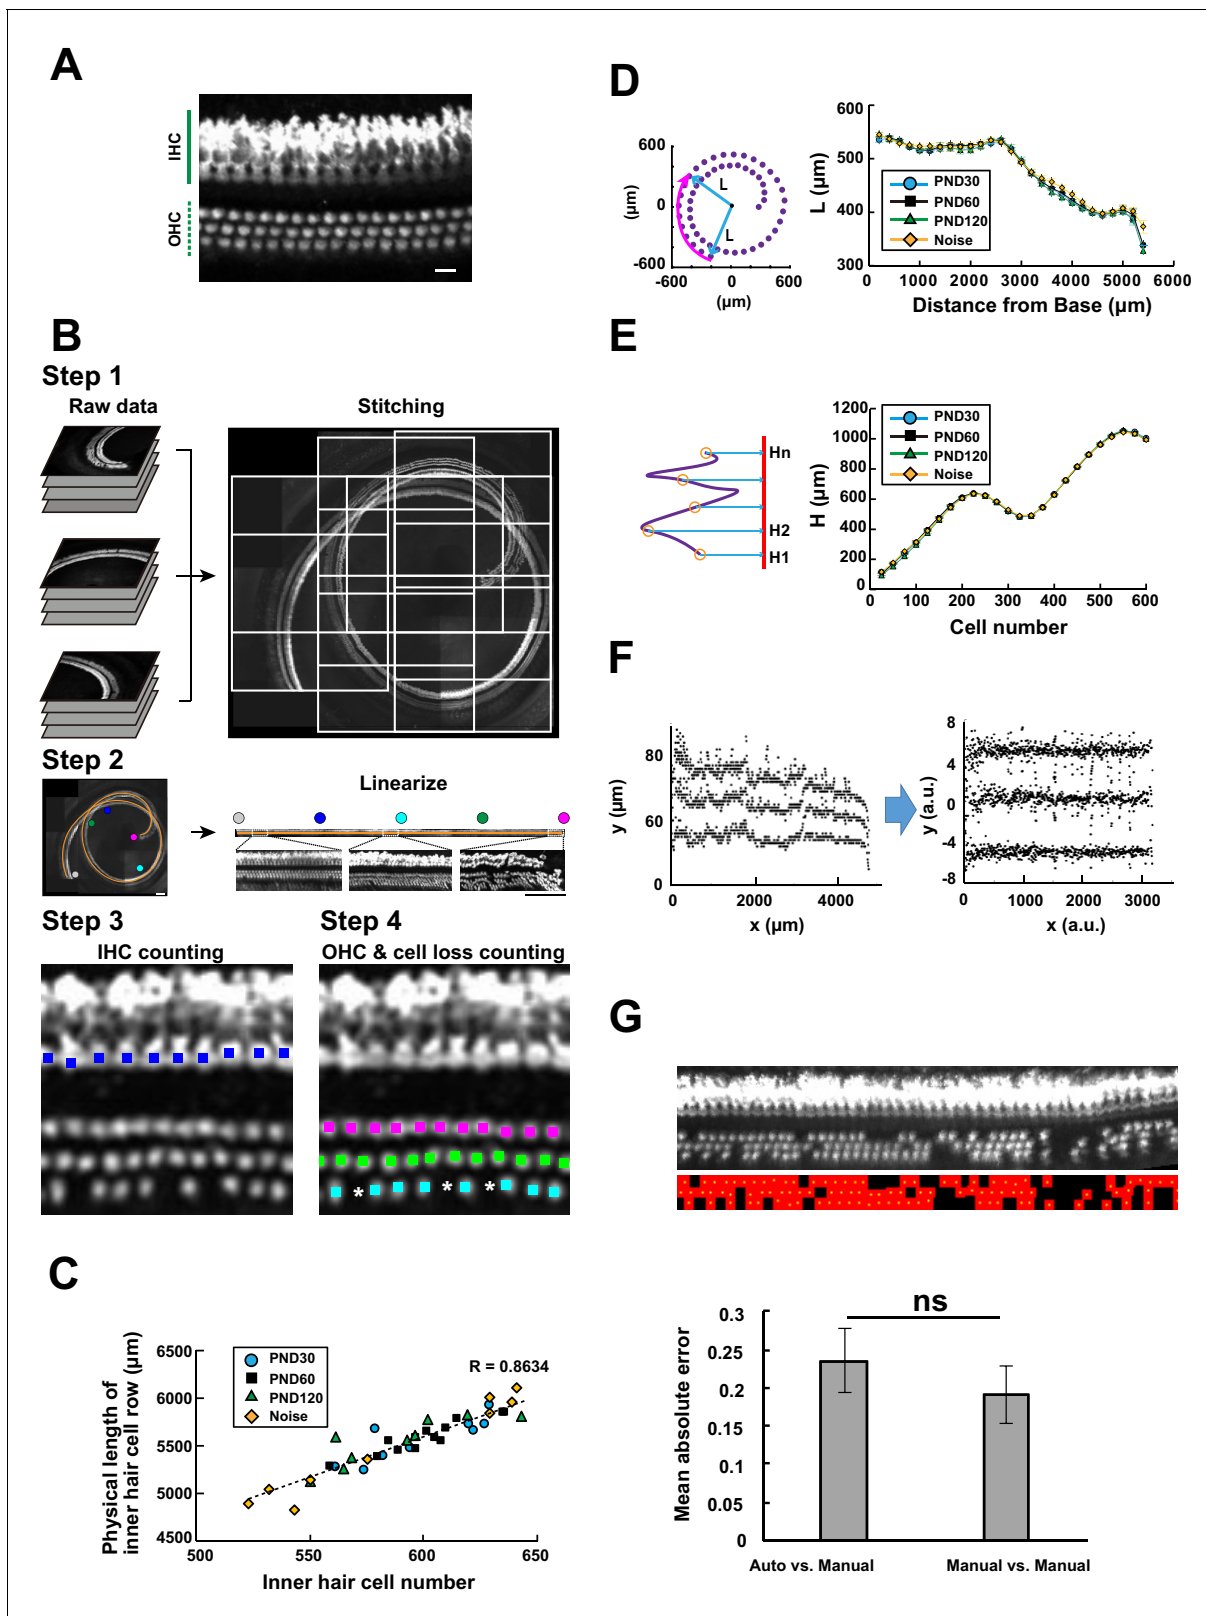 A
IHC
OHC
B
Step 1
Raw data
Stitching
Step 2
Linearize
Step 3
IHC counting
Step 4
OHC & cell loss counting
*
*
*
C
Physical length of
inner hair cell row (µm)
6500
6000
5500
5000
4500
PND30
PND60
PND120
Noise
R = 0.8634
500
550
600
650
Inner hair cell number
D
600
0
-600
(µm)
L
L
-600
0
600
(µm)
L (µm)
600
500
400
300
PND30
PND60
PND120
Noise
0
1000
2000
3000
4000
5000
6000
Distance from Base (µm)
E
Hn
H2
H1
H (µm)
1200
1000
800
600
400
200
0
PND30
PND60
PND120
Noise
0
100
200
300
400
500
600
Cell number
F
y (µm)
80
60
0
0
2000
4000
x (µm)
y (a.u.)
8
4
0
-4
-8
0
1000
2000
3000
x (a.u.)
G
Mean absolute error
0.3
0.25
0.2
0.15
0.1
0.05
0
ns
Auto vs. Manual
Manual vs. Manual